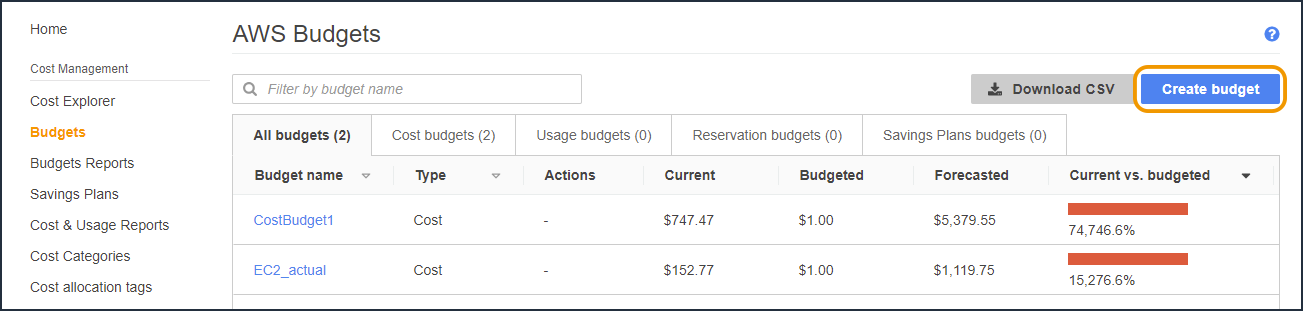 Home
AWS Budgets
?
Cost Management
Cost Explorer
Budgets
Budgets Reports
Savings Plans
Cost & Usage Reports
Cost Categories
Cost allocation tags
Filter by budget name
Download CSV
Create budget
All budgets (2) Cost budgets (2) Usage budgets (0) Reservation budgets (0) Savings Plans budgets (0)
Budget name Type Actions Current Budgeted Forecasted Current vs. budgeted
CostBudget1 Cost - $747.47 $1.00 $5,379.55 74,746.6%
EC2_actual Cost - $152.77 $1.00 $1,119.75 15,276.6%